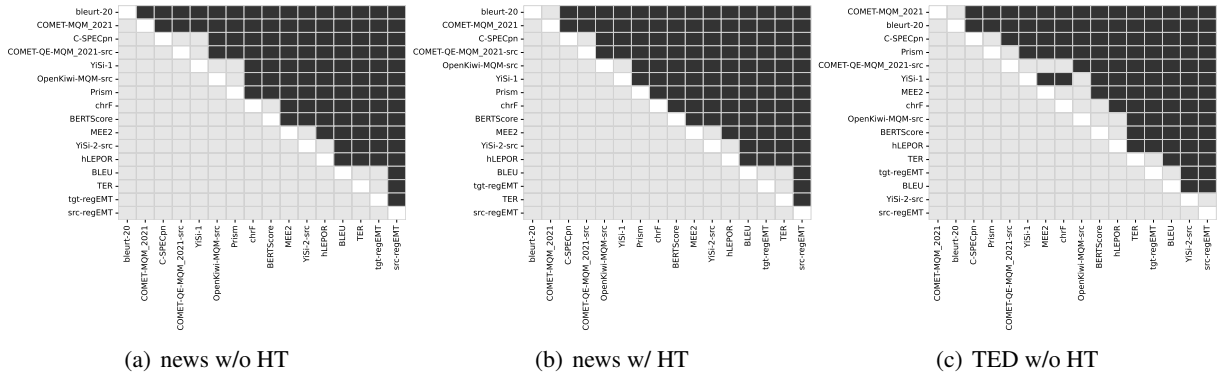 bleurt-20
COMET-MQM_2021
C-SPECpn
COMET-QE-MQM_2021-src
YiSi-1
OpenKiwi-MQM-src
Prism
chrF
BERTScore
MEE2
YiSi-2-src
hLEPOR
BLEU
TER
tgt-regEMT
src-regEMT
bleurt-20
COMET-MQM_2021
C-SPECpn
COMET-QE-MQM_2021-src
YiSi-1
OpenKiwi-MQM-src
Prism
chrF
BERTScore
MEE2
YiSi-2-src
hLEPOR
BLEU
TER
tgt-regEMT
src-regEMT
(a) news w/o HT
bleurt-20
COMET-MQM_2021
C-SPECpn
COMET-QE-MQM_2021-src
OpenKiwi-MQM-src
YiSi-1
Prism
chrF
BERTScore
MEE2
YiSi-2-src
hLEPOR
BLEU
tgt-regEMT
TER
src-regEMT
bleurt-20
COMET-MQM_2021
C-SPECpn
COMET-QE-MQM_2021-src
OpenKiwi-MQM-src
YiSi-1
Prism
chrF
BERTScore
MEE2
YiSi-2-src
hLEPOR
BLEU
tgt-regEMT
TER
src-regEMT
(b) news w/ HT
COMET-MQM_2021
bleurt-20
C-SPECpn
Prism
COMET-QE-MQM_2021-src
YiSi-1
MEE2
chrF
OpenKiwi-MQM-src
BERTScore
hLEPOR
TER
tgt-regEMT
BLEU
YiSi-2-src
src-regEMT
COMET-MQM_2021
bleurt-20
C-SPECpn
Prism
COMET-QE-MQM_2021-src
YiSi-1
MEE2
chrF
OpenKiwi-MQM-src
BERTScore
hLEPOR
TER
tgt-regEMT
BLEU
YiSi-2-src
src-regEMT
(c) TED w/o HT